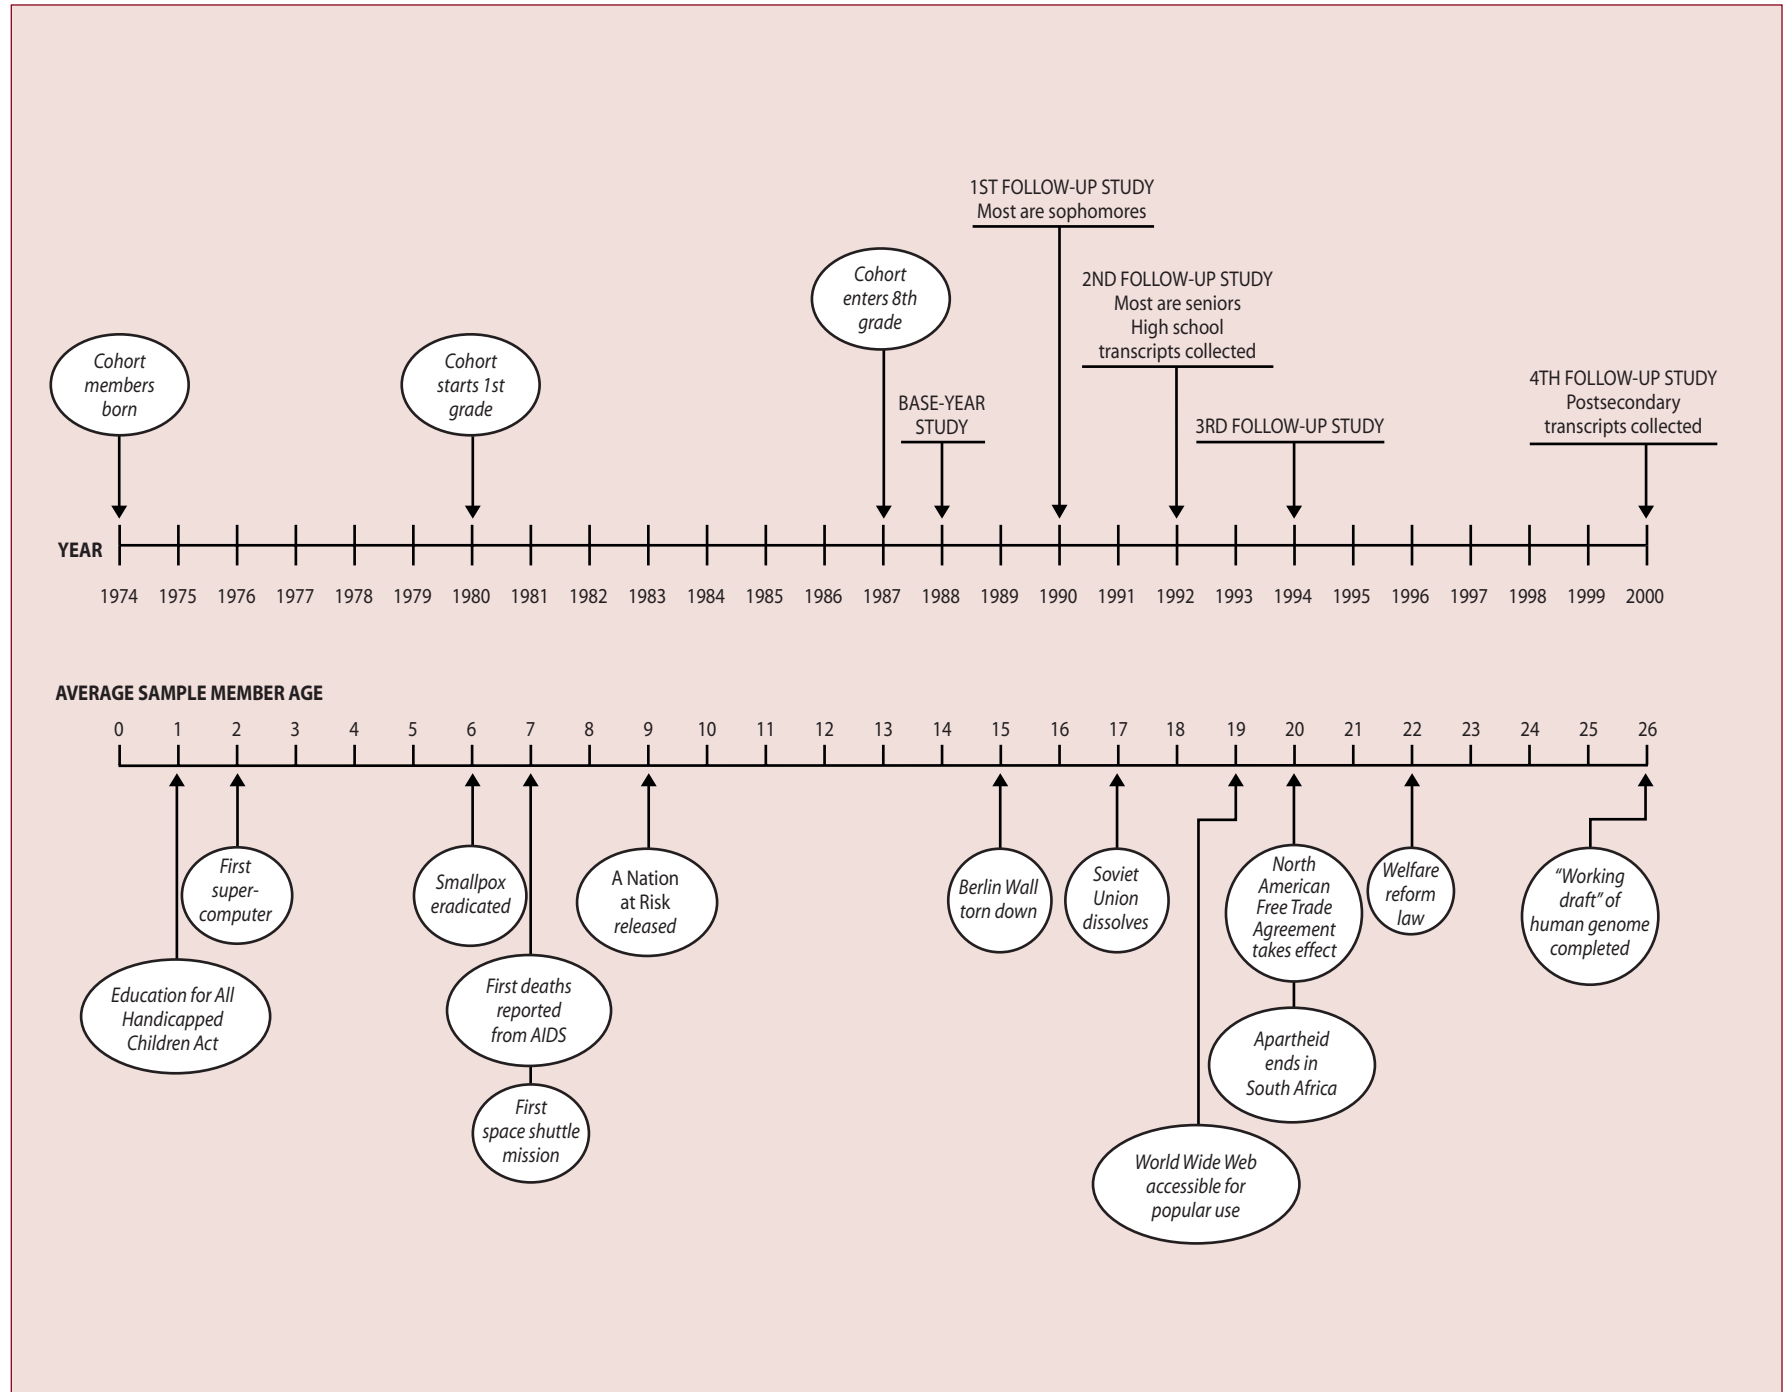 1ST FOLLOW-UP STUDY
Most are sophomores
Cohort
enters 8th
grade
2ND FOLLOW-UP STUDY
Most are seniors
High school
transcripts collected
Cohort
members
born
Cohort
starts 1st
grade
BASE-YEAR
STUDY
3RD FOLLOW-UP STUDY
4TH FOLLOW-UP STUDY
Postsecondary
transcripts collected
YEAR
1974 1975 1976 1977 1978 1979 1980 1981 1982 1983 1984 1985 1986 1987 1988 1989 1990 1991 1992 1993 1994 1995 1996 1997 1998 1999 2000
AVERAGE SAMPLE MEMBER AGE
0 1 2 3 4 5 6 7 8 9 10 11 12 13 14 15 16 17 18 19 20 21 22 23 24 25 26
First
super-
computer
Smallpox
eradicated
A Nation
at Risk
released
Berlin Wall
torn down
Soviet
Union
dissolves
North
American
Free Trade
Agreement
takes effect
Welfare
reform
law
“Working
draft” of
human genome
completed
Education for All
Handicapped
Children Act
First deaths
reported
from AIDS
Apartheid
ends in
South Africa
First
space shuttle
mission
World Wide Web
accessible for
popular use